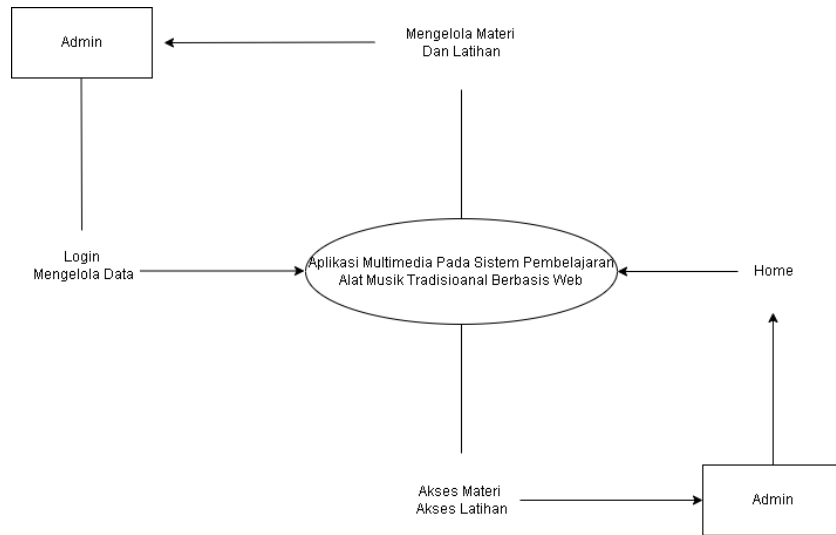 Admin
Mengelola Materi
Dan Latihan
Login
Mengelola Data
Aplikasi Multimedia Pada Sistem Pembelajaran
Alat Musik Tradisioanal Berbasis Web
Home
Akses Materi
Akses Latihan
Admin